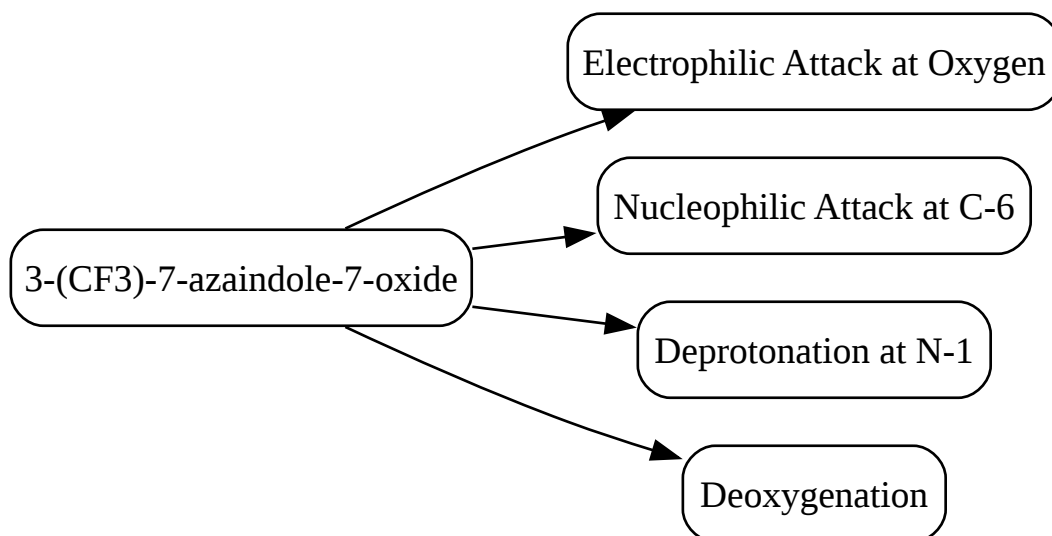 Electrophilic Attack at Oxygen
Nucleophilic Attack at C-6
3-(CF3)-7-azaindole-7-oxide
Deprotonation at N-1
Deoxygenation